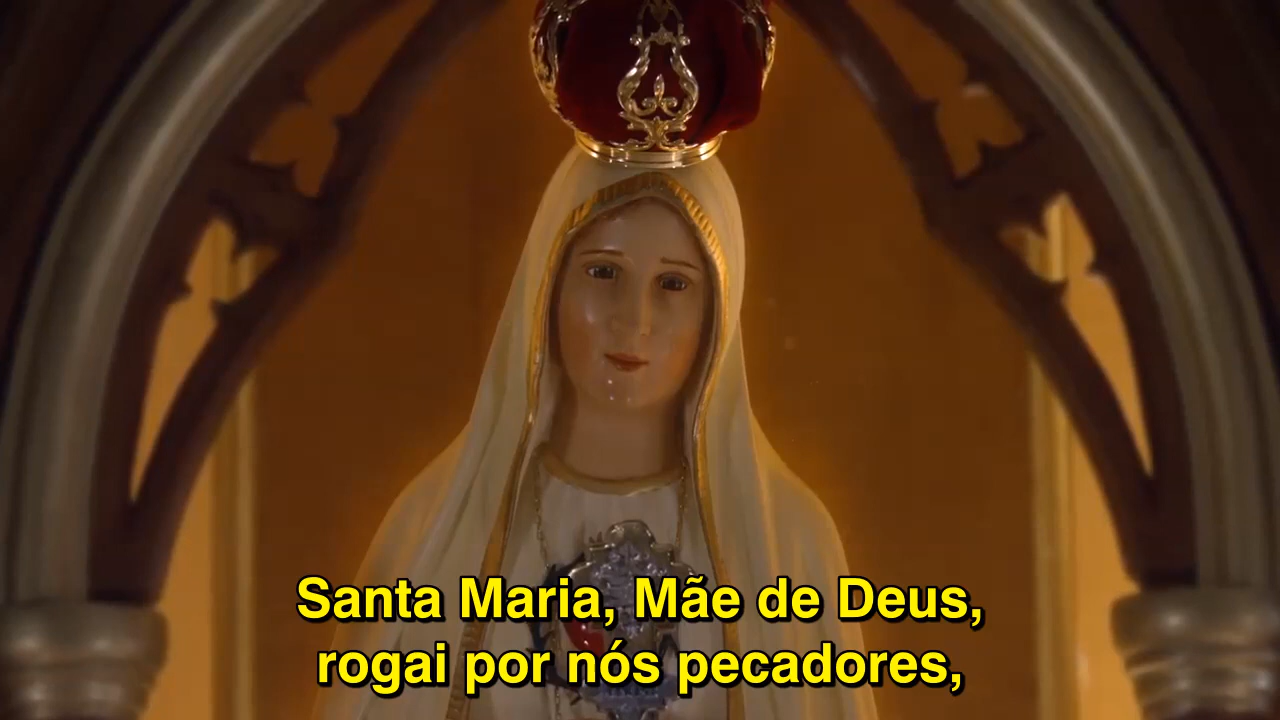 Santa Maria, Mãe de Deus,
rogai por nós pecadores,